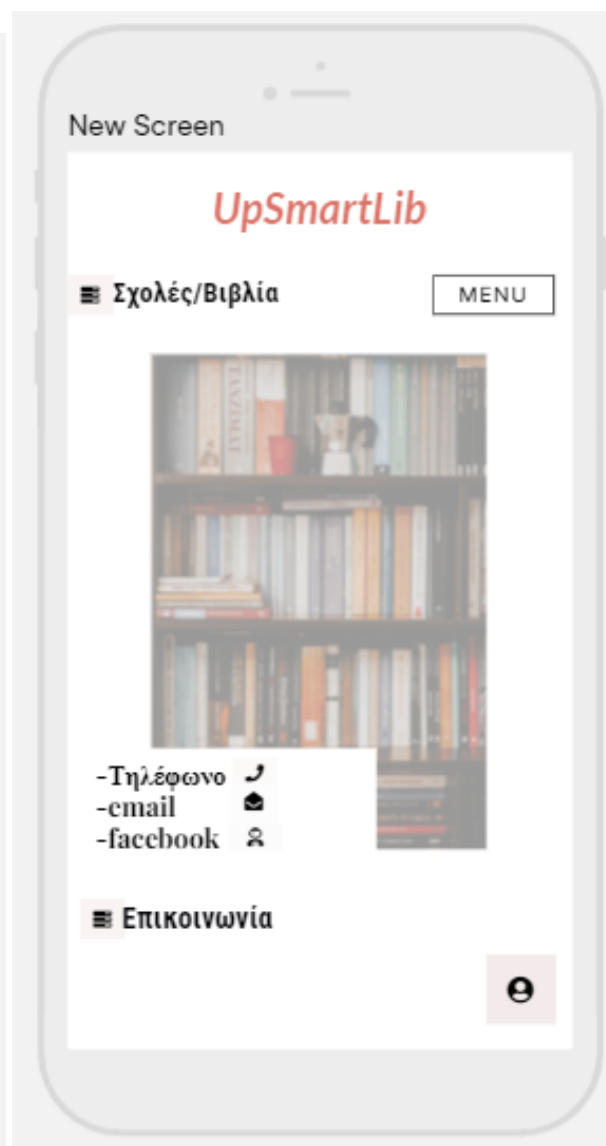 New Screen
UpSmartLib
Σχολές/Βιβλία
MENU
-Τηλέφωνο
-email
-facebook
Επικοινωνία